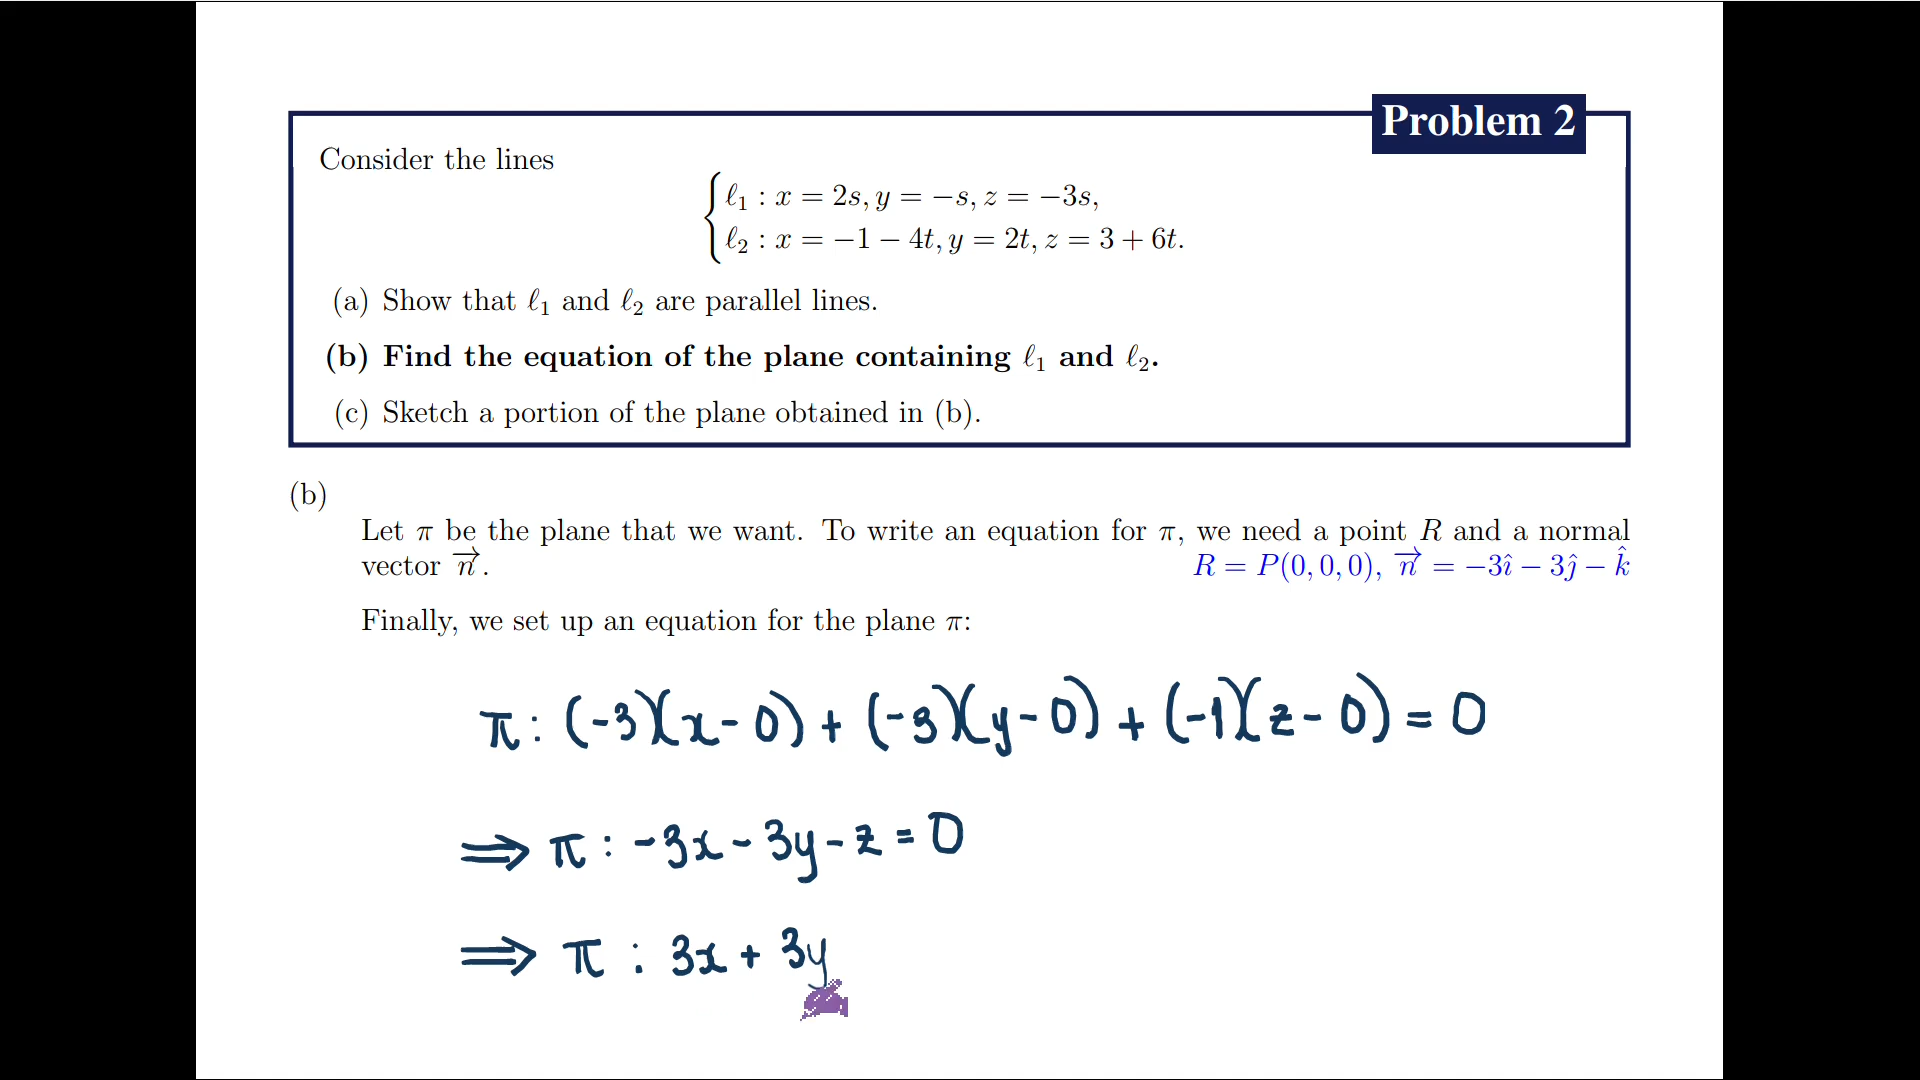 Problem 2
Consider the lines
ℓ₁ : x = 2s, y = −s, z = −3s,
ℓ₂ : x = −1 − 4t, y = 2t, z = 3 + 6t.
(a) Show that ℓ₁ and ℓ₂ are parallel lines.
(b) Find the equation of the plane containing ℓ₁ and ℓ₂.
(c) Sketch a portion of the plane obtained in (b).
(b)
Let π be the plane that we want. To write an equation for π, we need a point R and a normal
vector n⃗. R = P(0, 0, 0), n⃗ = −3î − 3ĵ − k̂
Finally, we set up an equation for the plane π:
π : (-3)(x - 0) + (-3)(y - 0) + (-1)(z - 0) = 0
⟹ π : -3x - 3y - z = 0
⟹ π : 3x + 3y